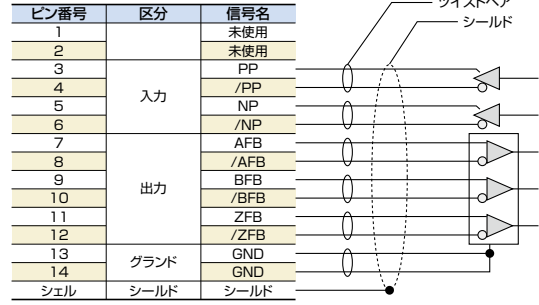 ツイストペア
シールド
ピン番号 区分 信号名
1 未使用
2 未使用
3 PP
4 /PP
入力
5 NP
6 /NP
7 AFB
8 /AFB
9 BFB
出力
10 /BFB
11 ZFB
12 /ZFB
13 GND
グランド
14 GND
シェル シールド シールド